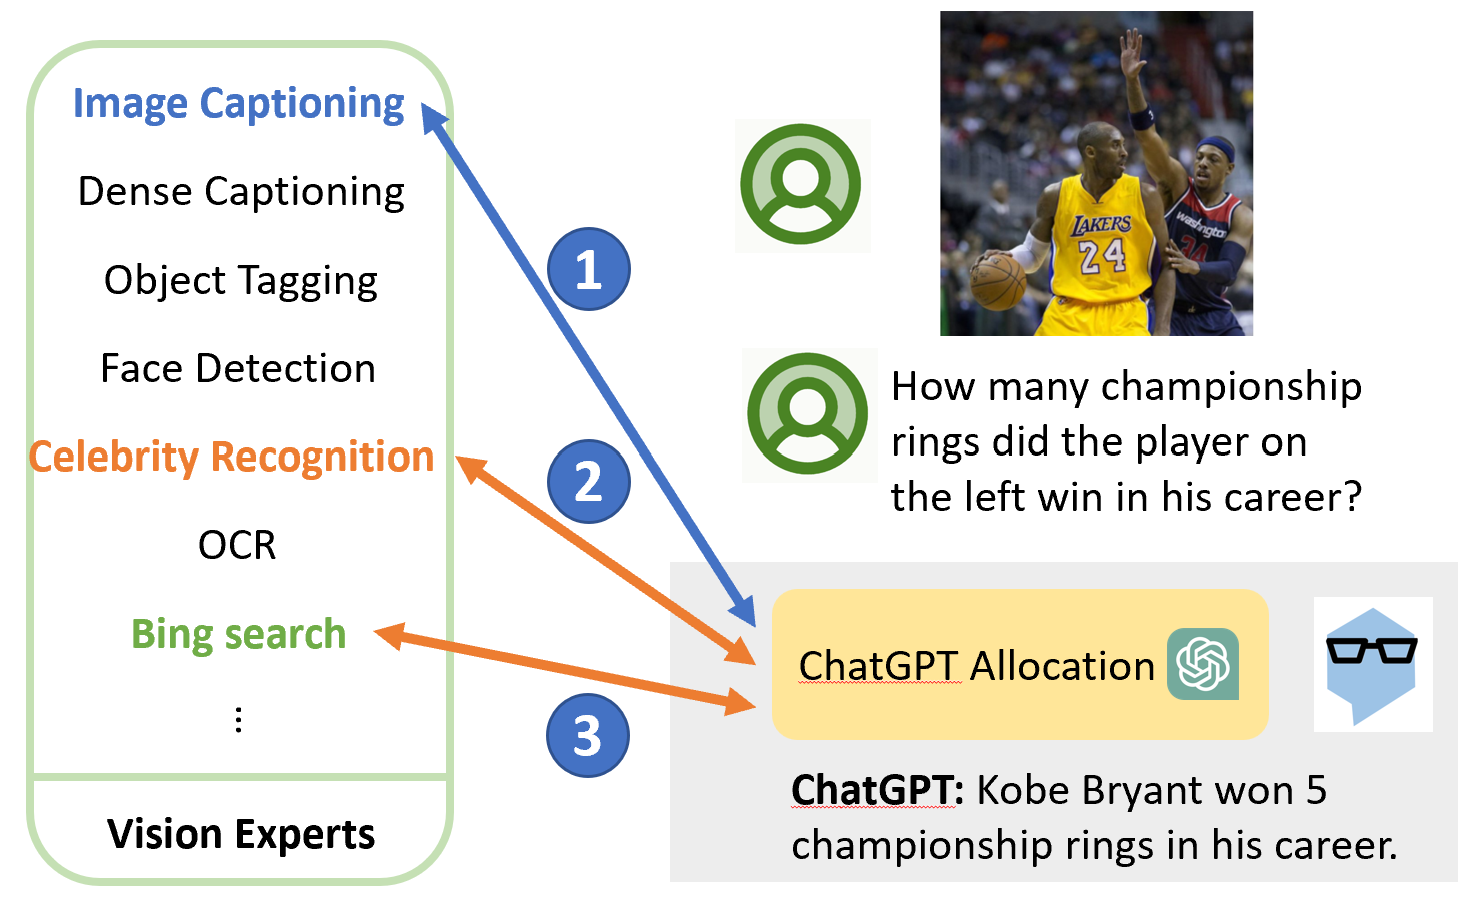 Image Captioning
Dense Captioning
Object Tagging
Face Detection
Celebrity Recognition
OCR
Bing search
⋮
Vision Experts
1
2
3
LAKERS
24
Washington
34
How many championship
rings did the player on
the left win in his career?
ChatGPT Allocation
ChatGPT: Kobe Bryant won 5
championship rings in his career.